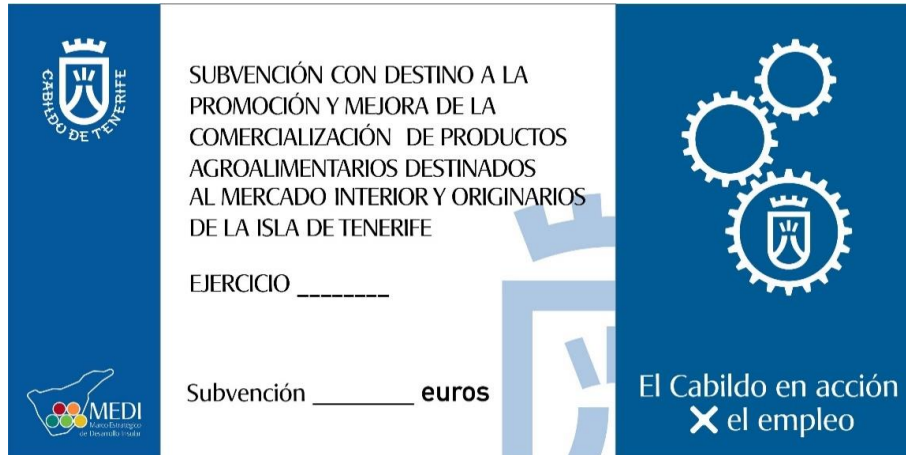 CABILDO DE TENERIFE
SUBVENCIÓN CON DESTINO A LA
PROMOCIÓN Y MEJORA DE LA
COMERCIALIZACIÓN DE PRODUCTOS
AGROALIMENTARIOS DESTINADOS
AL MERCADO INTERIOR Y ORIGINARIOS
DE LA ISLA DE TENERIFE
EJERCICIO ________
Subvención _________ euros
MEDI
Marco Estratégico
de Desarrollo Insular
El Cabildo en acción
X el empleo